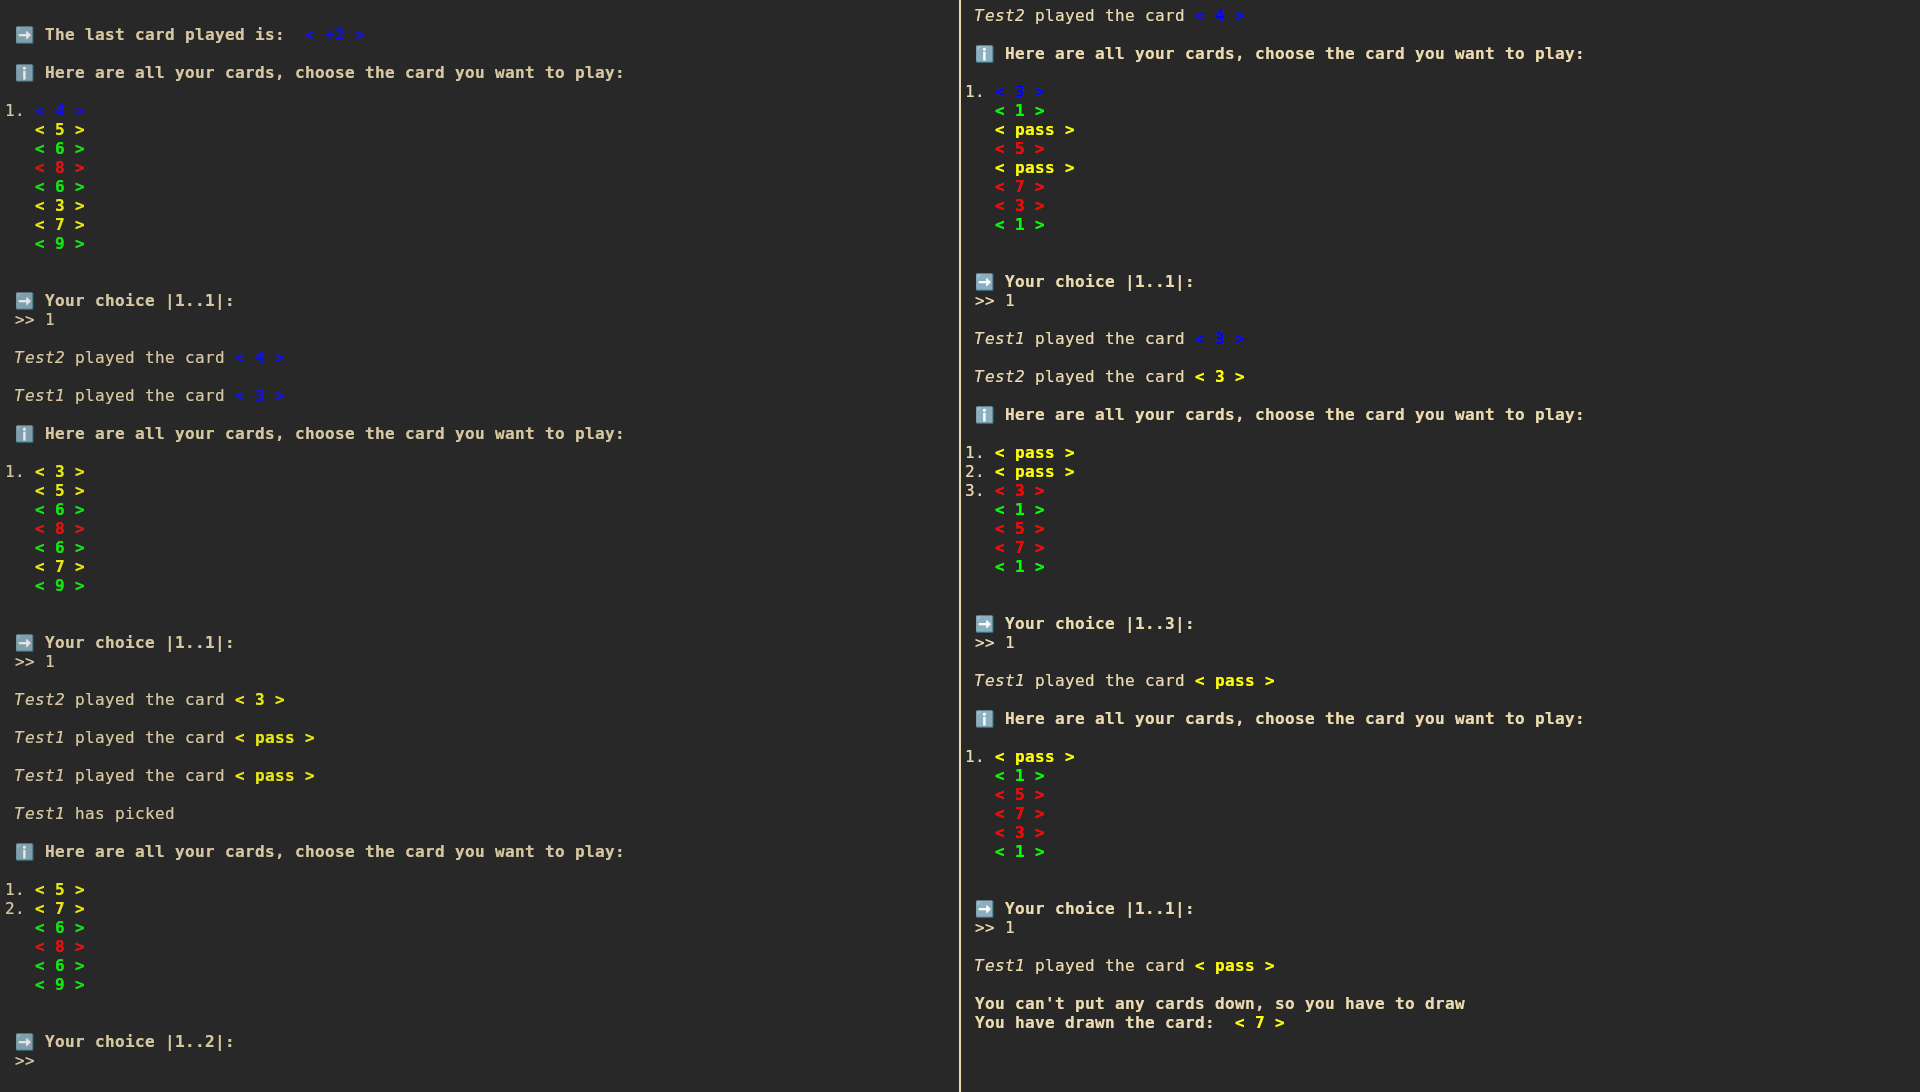 ➡️ The last card played is:  < +2 >
ℹ️ Here are all your cards, choose the card you want to play:
1. < 4 >
< 5 >
< 6 >
< 8 >
< 6 >
< 3 >
< 7 >
< 9 >
➡️ Your choice |1..1|:
>> 1
Test2 played the card < 4 >
Test1 played the card < 3 >
ℹ️ Here are all your cards, choose the card you want to play:
1. < 3 >
< 5 >
< 6 >
< 8 >
< 6 >
< 7 >
< 9 >
➡️ Your choice |1..1|:
>> 1
Test2 played the card < 3 >
Test1 played the card < pass >
Test1 played the card < pass >
Test1 has picked
ℹ️ Here are all your cards, choose the card you want to play:
1. < 5 >
2. < 7 >
< 6 >
< 8 >
< 6 >
< 9 >
➡️ Your choice |1..2|:
>>
Test2 played the card < 4 >
ℹ️ Here are all your cards, choose the card you want to play:
1. < 3 >
< 1 >
< pass >
< 5 >
< pass >
< 7 >
< 3 >
< 1 >
➡️ Your choice |1..1|:
>> 1
Test1 played the card < 3 >
Test2 played the card < 3 >
ℹ️ Here are all your cards, choose the card you want to play:
1. < pass >
2. < pass >
3. < 3 >
< 1 >
< 5 >
< 7 >
< 1 >
➡️ Your choice |1..3|:
>> 1
Test1 played the card < pass >
ℹ️ Here are all your cards, choose the card you want to play:
1. < pass >
< 1 >
< 5 >
< 7 >
< 3 >
< 1 >
➡️ Your choice |1..1|:
>> 1
Test1 played the card < pass >
You can't put any cards down, so you have to draw
You have drawn the card:  < 7 >